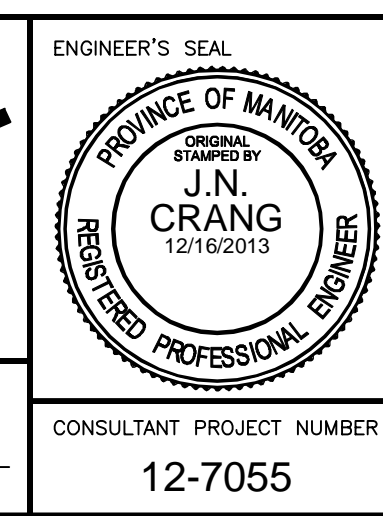 ENGINEER'S SEAL
PROVINCE OF MANITOBA
ORIGINAL
STAMPED BY
J.N.
CRANG
12/16/2013
REGISTERED PROFESSIONAL ENGINEER
CONSULTANT PROJECT NUMBER
12-7055